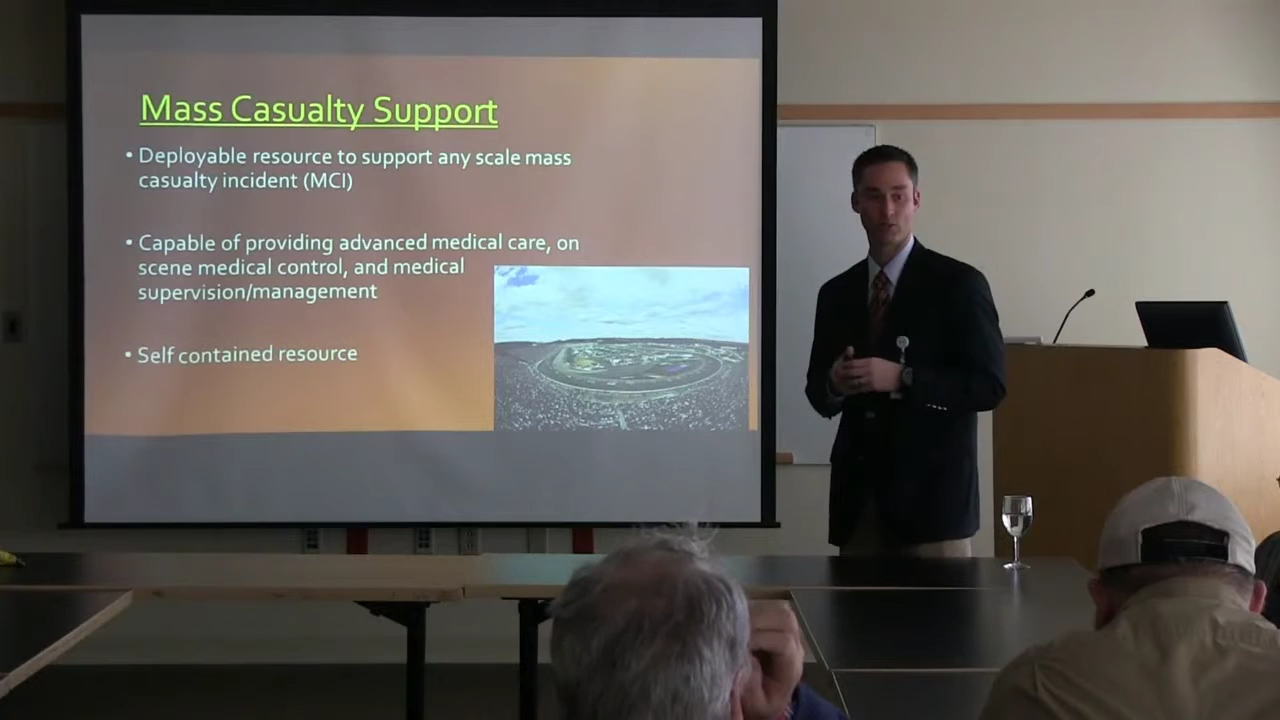 Mass Casualty Support
• Deployable resource to support any scale mass
casualty incident (MCI)
• Capable of providing advanced medical care, on
scene medical control, and medical
supervision/management
• Self contained resource